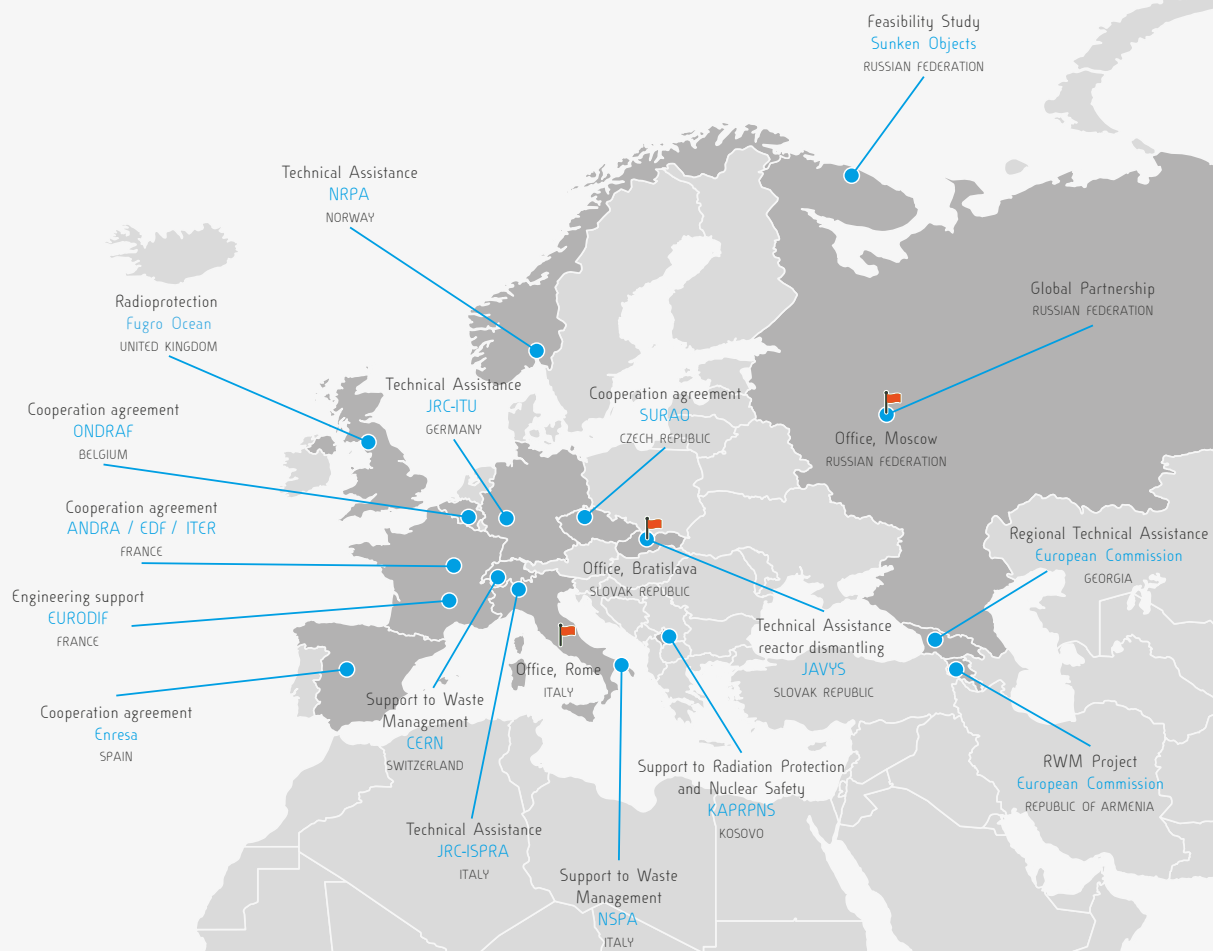 Feasibility Study
Sunken Objects
RUSSIAN FEDERATION
Technical Assistance
NRPA
NORWAY
Global Partnership
RUSSIAN FEDERATION
Radioprotection
Fugro Ocean
UNITED KINGDOM
Technical Assistance
JRC-ITU
GERMANY
Cooperation agreement
SURAO
CZECH REPUBLIC
Cooperation agreement
ONDRAF
BELGIUM
Office, Moscow
RUSSIAN FEDERATION
Cooperation agreement
ANDRA / EDF / ITER
FRANCE
Regional Technical Assistance
European Commission
GEORGIA
Office, Bratislava
SLOVAK REPUBLIC
Engineering support
EURODIF
FRANCE
Technical Assistance
reactor dismantling
JAVYS
SLOVAK REPUBLIC
Office, Rome
ITALY
Cooperation agreement
Enresa
SPAIN
Support to Waste
Management
CERN
SWITZERLAND
Support to Radiation Protection
and Nuclear Safety
KAPRPNS
KOSOVO
RWM Project
European Commission
REPUBLIC OF ARMENIA
Technical Assistance
JRC-ISPRA
ITALY
Support to Waste
Management
NSPA
ITALY